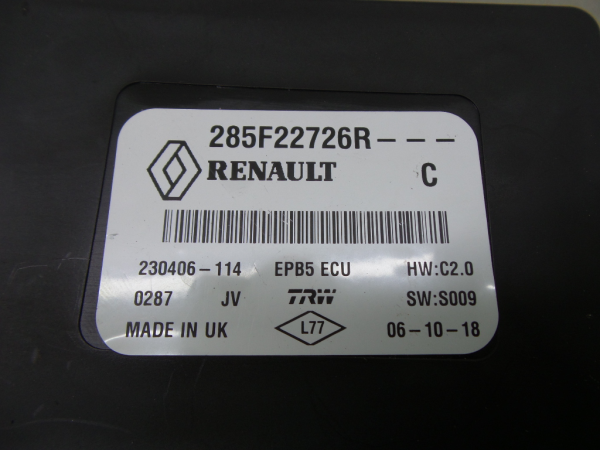 285F22726R---
RENAULT C
230406-114 EPB5 ECU HW:C2.0
0287 JV TRW SW:S009
MADE IN UK L77 06-10-18